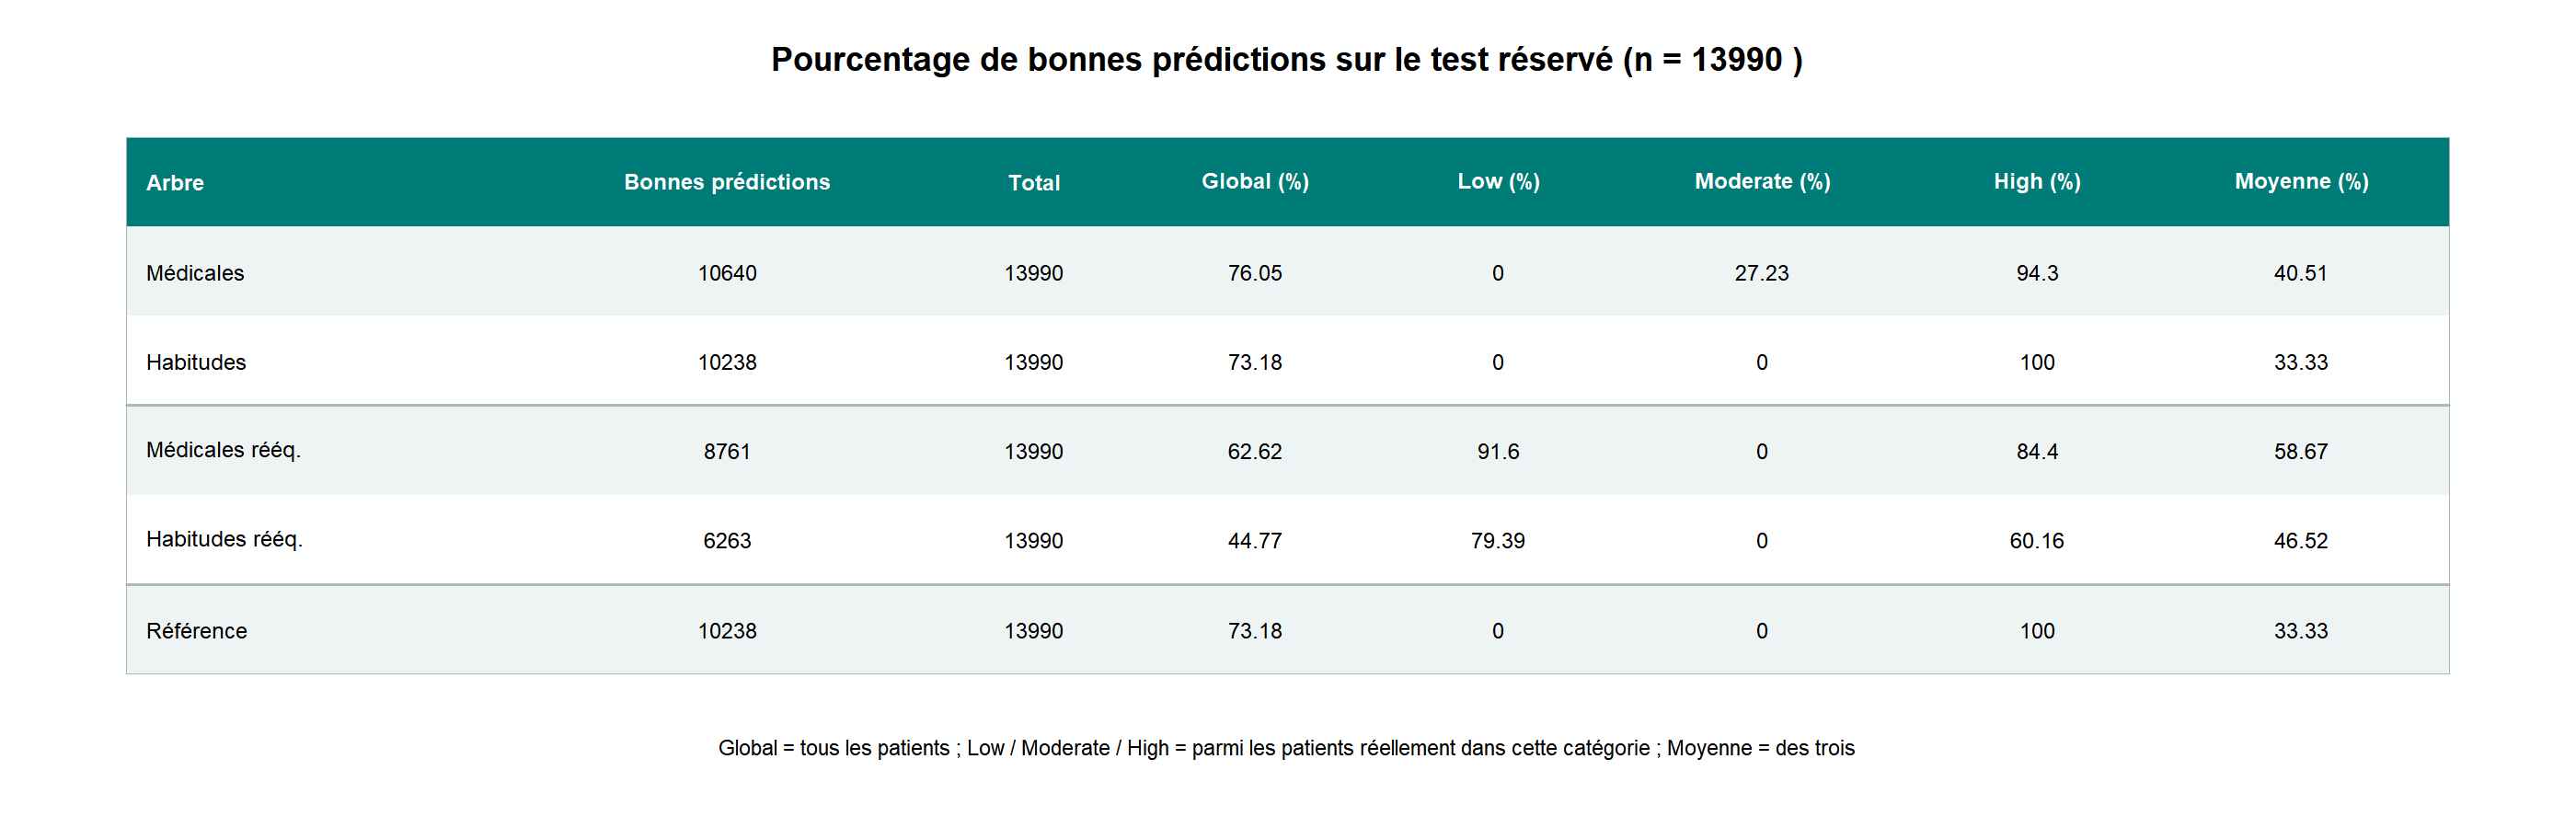 Pourcentage de bonnes prédictions sur le test réservé (n = 13990 )
Arbre Bonnes prédictions Total Global (%) Low (%) Moderate (%) High (%) Moyenne (%)
Médicales 10640 13990 76.05 0 27.23 94.3 40.51
Habitudes 10238 13990 73.18 0 0 100 33.33
Médicales rééq. 8761 13990 62.62 91.6 0 84.4 58.67
Habitudes rééq. 6263 13990 44.77 79.39 0 60.16 46.52
Référence 10238 13990 73.18 0 0 100 33.33
Global = tous les patients ; Low / Moderate / High = parmi les patients réellement dans cette catégorie ; Moyenne = des trois